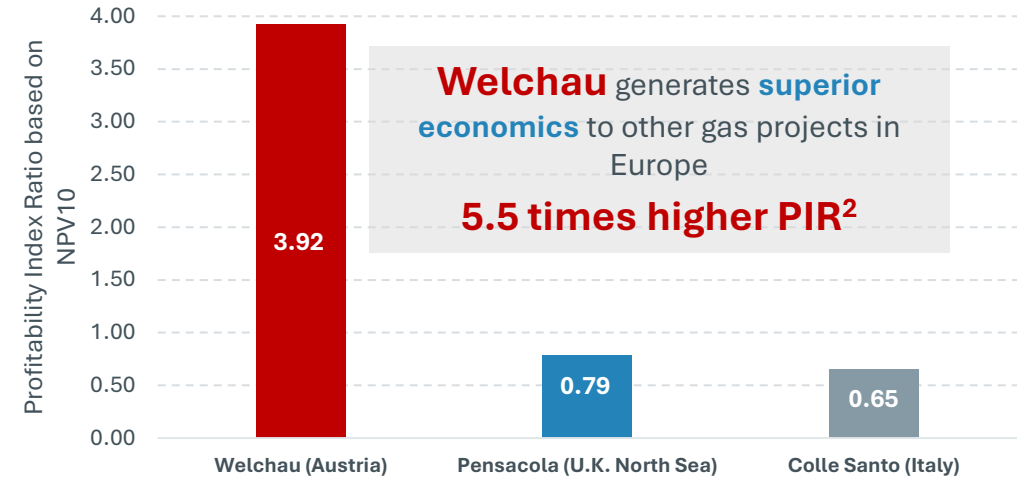 Profitability Index Ratio based on
NPV10
4.00
3.50
3.00
2.50
2.00
1.50
1.00
0.50
0.00
Welchau generates superior
economics to other gas projects in
Europe
5.5 times higher PIR²
3.92
0.79
0.65
Welchau (Austria)
Pensacola (U.K. North Sea)
Colle Santo (Italy)